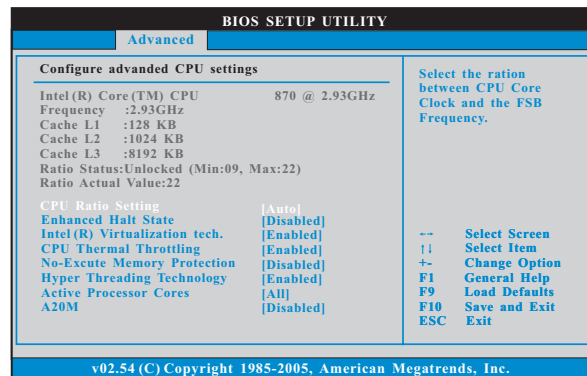 BIOS SETUP UTILITY
Advanced
Configure advanded CPU settings
Intel(R) Core(TM) CPU 870 @ 2.93GHz
Frequency :2.93GHz
Cache L1 :128 KB
Cache L2 :1024 KB
Cache L3 :8192 KB
Ratio Status:Unlocked (Min:09, Max:22)
Ratio Actual Value:22
CPU Ratio Setting [Auto]
Enhanced Halt State [Disabled]
Intel(R) Virtualization tech. [Enabled]
CPU Thermal Throttling [Enabled]
No-Excute Memory Protection [Disabled]
Hyper Threading Technology [Enabled]
Active Processor Cores [All]
A20M [Disabled]
Select the ration
between CPU Core
Clock and the FSB
Frequency.
←→ Select Screen
↑↓ Select Item
+- Change Option
F1 General Help
F9 Load Defaults
F10 Save and Exit
ESC Exit
v02.54 (C) Copyright 1985-2005, American Megatrends, Inc.